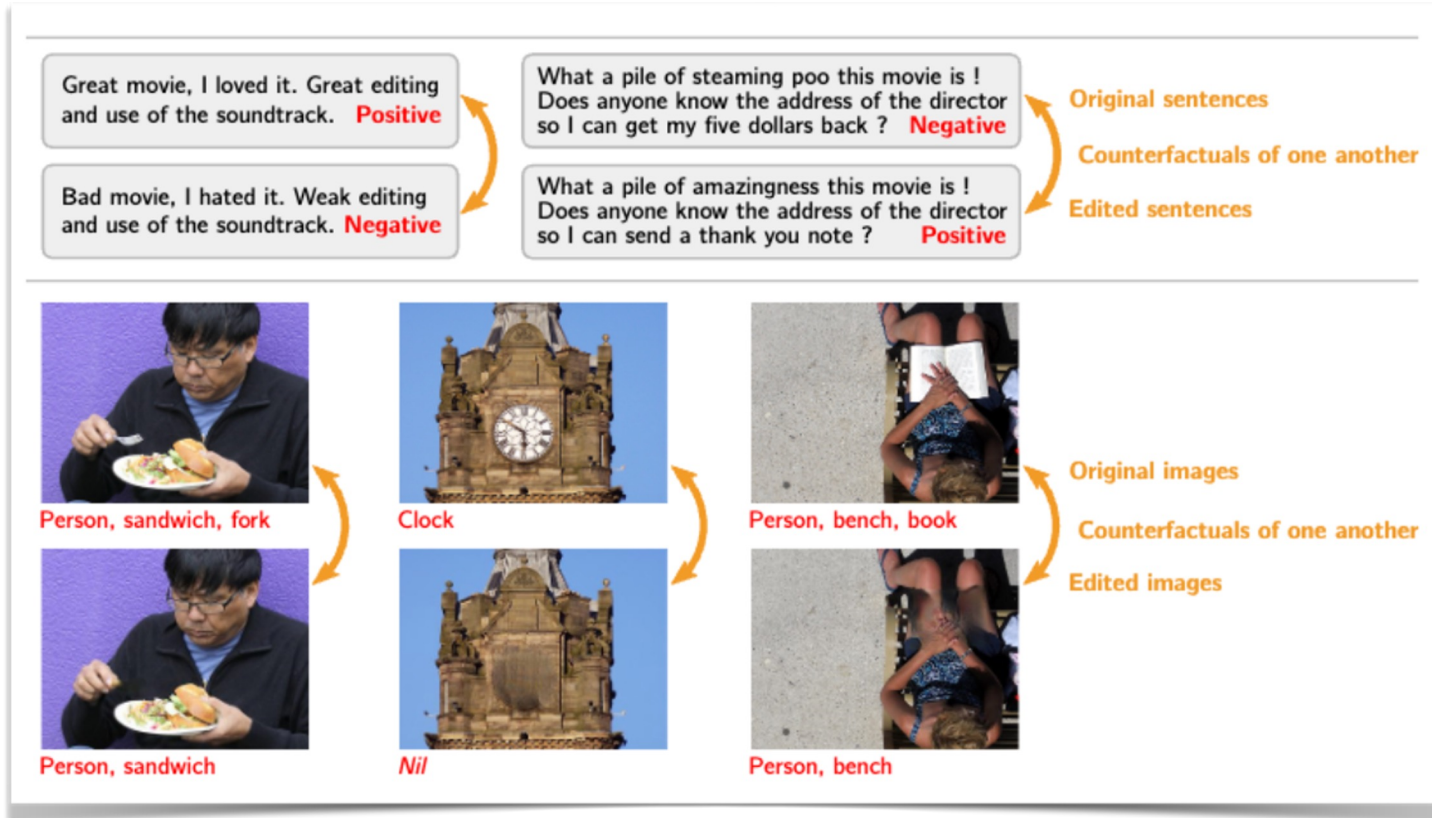 Great movie, I loved it. Great editing
and use of the soundtrack. Positive
What a pile of steaming poo this movie is !
Does anyone know the address of the director
so I can get my five dollars back ? Negative
Original sentences
Counterfactuals of one another
Bad movie, I hated it. Weak editing
and use of the soundtrack. Negative
What a pile of amazingness this movie is !
Does anyone know the address of the director
so I can send a thank you note ? Positive
Edited sentences
Person, sandwich, fork
Clock
Person, bench, book
Original images
Counterfactuals of one another
Edited images
Person, sandwich
Nil
Person, bench